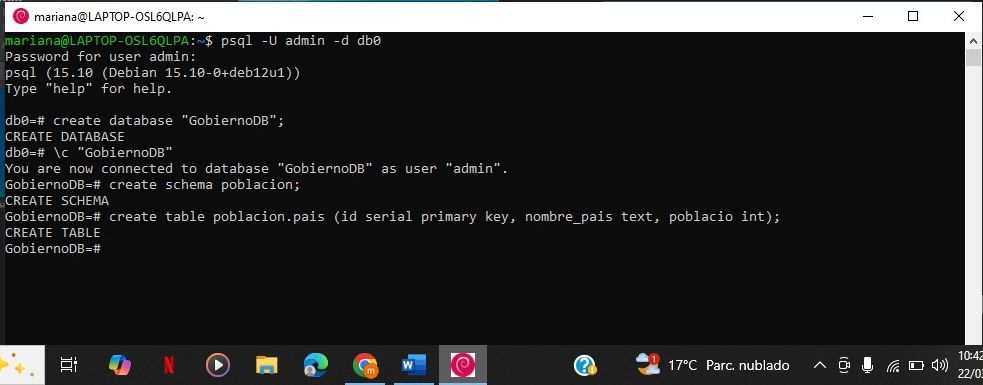 mariana@LAPTOP-OSL6QLPA: ~
mariana@LAPTOP-OSL6QLPA:~$ psql -U admin -d db0
Password for user admin:
psql (15.10 (Debian 15.10-0+deb12u1))
Type "help" for help.
db0=# create database "GobiernoDB";
CREATE DATABASE
db0=# \c "GobiernoDB"
You are now connected to database "GobiernoDB" as user "admin".
GobiernoDB=# create schema poblacion;
CREATE SCHEMA
GobiernoDB=# create table poblacion.pais (id serial primary key, nombre_pais text, poblacio int);
CREATE TABLE
GobiernoDB=#
17°C Parc. nublado
10:42
22/03